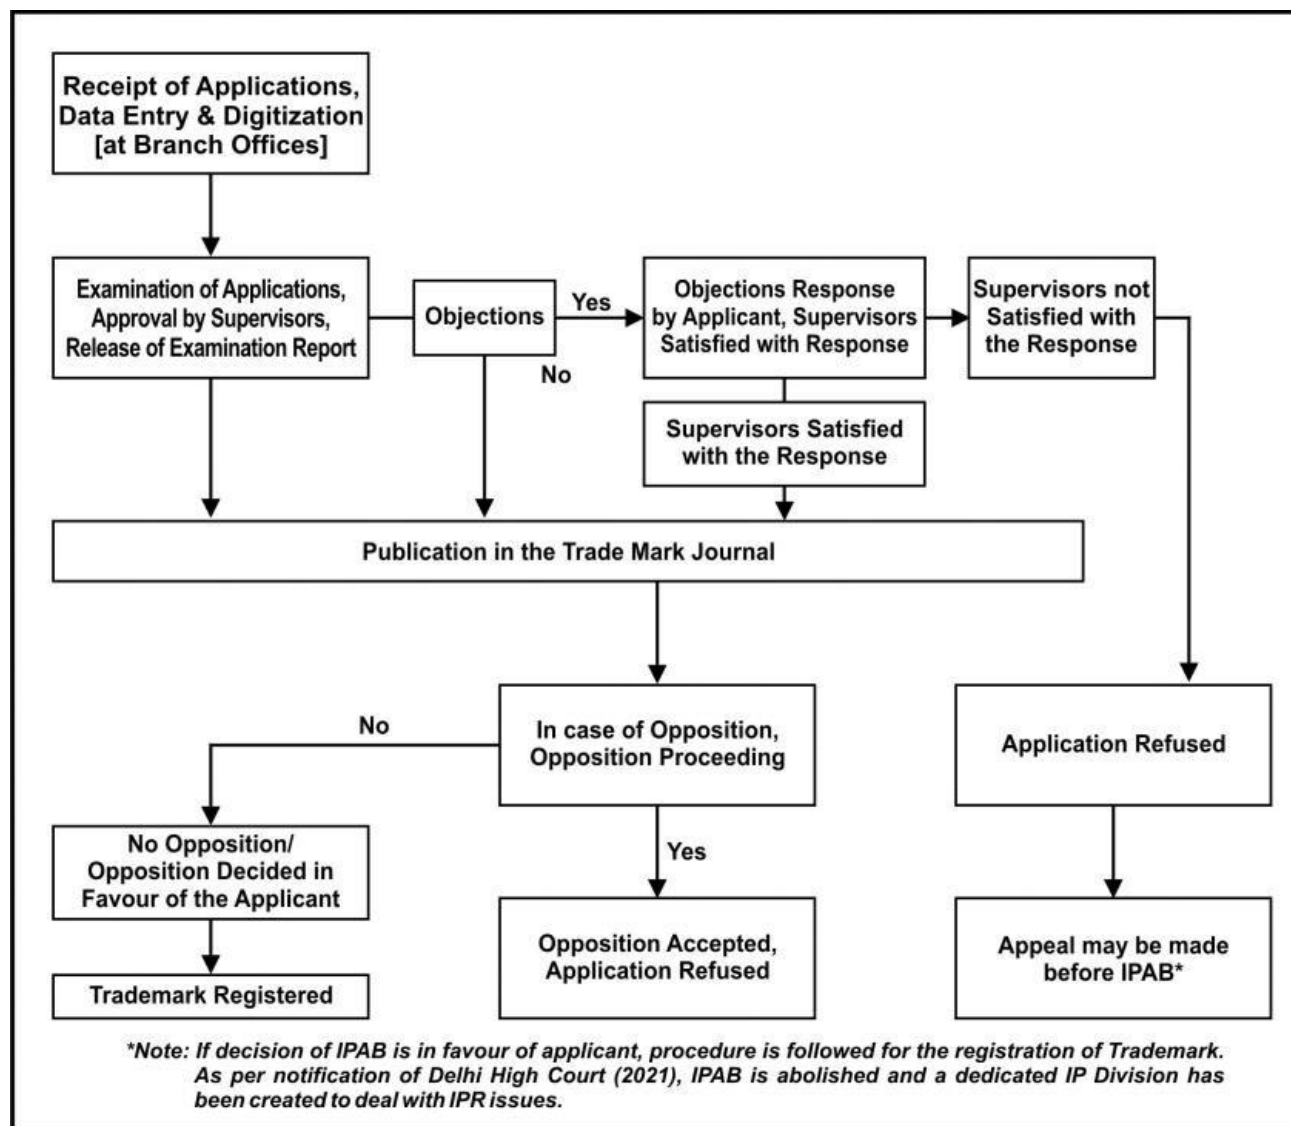 Receipt of Applications,
Data Entry & Digitization
[at Branch Offices]
Examination of Applications,
Approval by Supervisors,
Release of Examination Report
Objections
Yes
No
Objections Response
by Applicant, Supervisors
Satisfied with Response
Supervisors not
Satisfied with
the Response
Supervisors Satisfied
with the Response
Publication in the Trade Mark Journal
No
In case of Opposition,
Opposition Proceeding
Application Refused
No Opposition/
Opposition Decided in
Favour of the Applicant
Yes
Trademark Registered
Opposition Accepted,
Application Refused
Appeal may be made
before IPAB*
*Note: If decision of IPAB is in favour of applicant, procedure is followed for the registration of Trademark.
As per notification of Delhi High Court (2021), IPAB is abolished and a dedicated IP Division has
been created to deal with IPR issues.